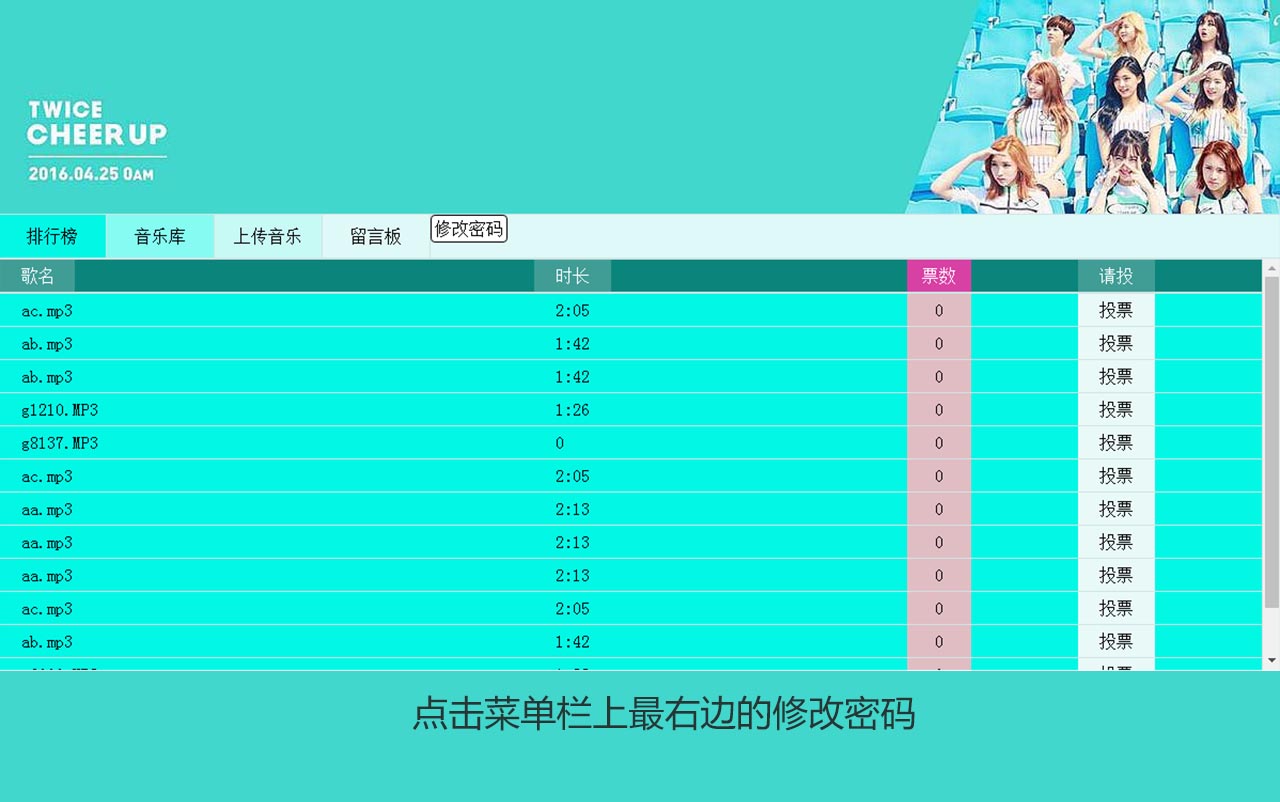 TWICE
CHEER UP
2016.04.25 0AM
排行榜 音乐库 上传音乐 留言板 修改密码
歌名 时长 票数 请投
ac.mp3 2:05 0 投票
ab.mp3 1:42 0 投票
ab.mp3 1:42 0 投票
g1210.MP3 1:26 0 投票
g8137.MP3 0 0 投票
ac.mp3 2:05 0 投票
aa.mp3 2:13 0 投票
aa.mp3 2:13 0 投票
aa.mp3 2:13 0 投票
ac.mp3 2:05 0 投票
ab.mp3 1:42 0 投票
点击菜单栏上最右边的修改密码